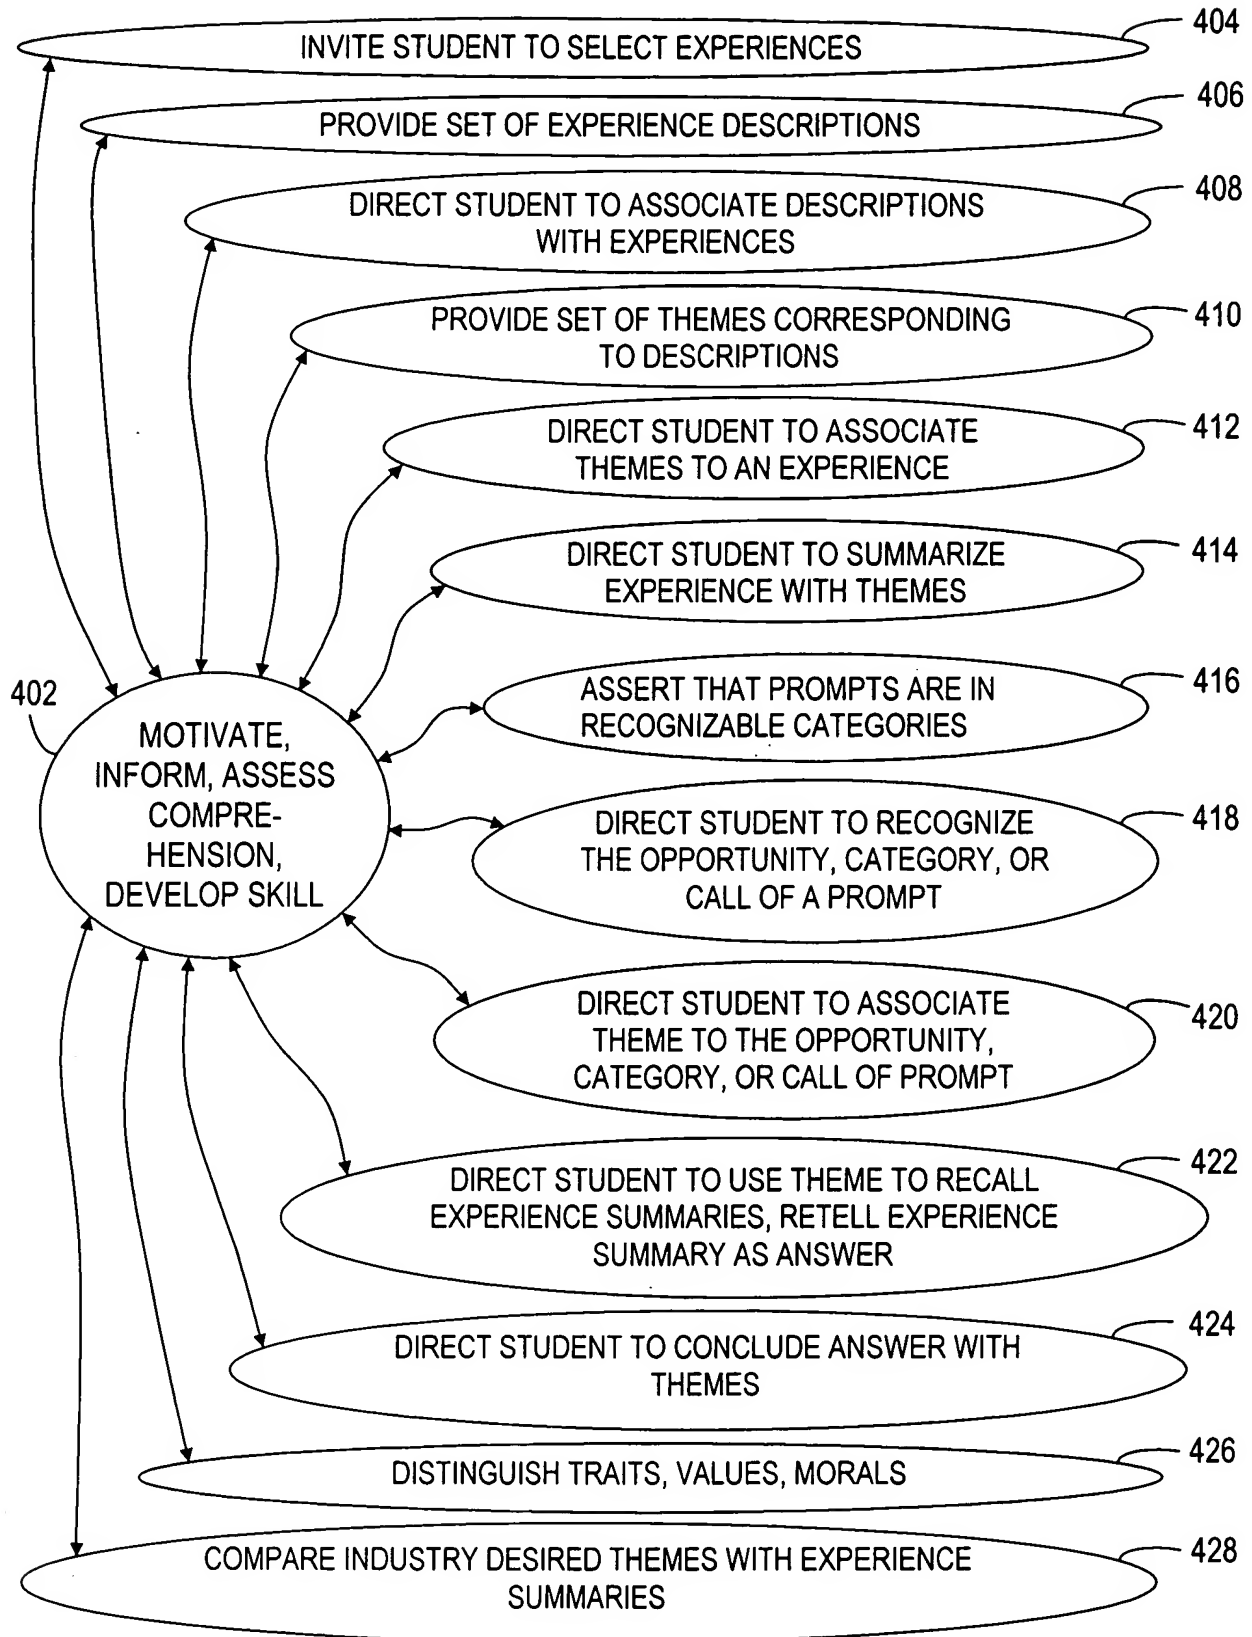 404
INVITE STUDENT TO SELECT EXPERIENCES
406
PROVIDE SET OF EXPERIENCE DESCRIPTIONS
408
DIRECT STUDENT TO ASSOCIATE DESCRIPTIONS
WITH EXPERIENCES
410
PROVIDE SET OF THEMES CORRESPONDING
TO DESCRIPTIONS
412
DIRECT STUDENT TO ASSOCIATE
THEMES TO AN EXPERIENCE
414
DIRECT STUDENT TO SUMMARIZE
EXPERIENCE WITH THEMES
416
ASSERT THAT PROMPTS ARE IN
RECOGNIZABLE CATEGORIES
402
MOTIVATE,
INFORM, ASSESS
COMPRE-
HENSION,
DEVELOP SKILL
418
DIRECT STUDENT TO RECOGNIZE
THE OPPORTUNITY, CATEGORY, OR
CALL OF A PROMPT
420
DIRECT STUDENT TO ASSOCIATE
THEME TO THE OPPORTUNITY,
CATEGORY, OR CALL OF PROMPT
422
DIRECT STUDENT TO USE THEME TO RECALL
EXPERIENCE SUMMARIES, RETELL EXPERIENCE
SUMMARY AS ANSWER
424
DIRECT STUDENT TO CONCLUDE ANSWER WITH
THEMES
426
DISTINGUISH TRAITS, VALUES, MORALS
428
COMPARE INDUSTRY DESIRED THEMES WITH EXPERIENCE
SUMMARIES